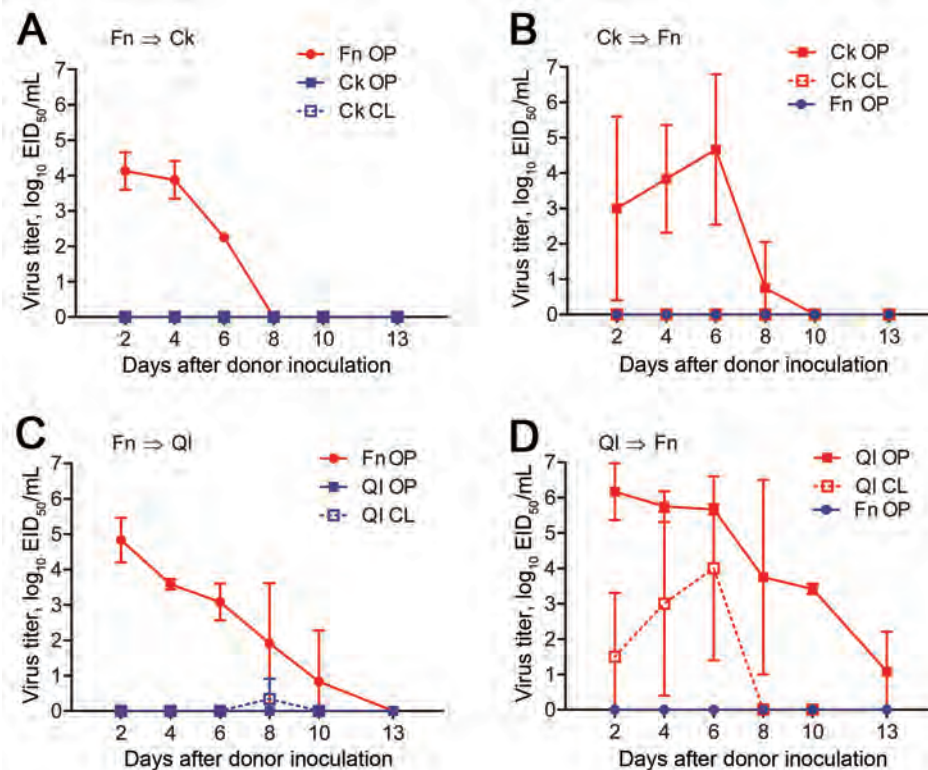 A
Fn ⇒ Ck
Fn OP
Ck OP
Ck CL
Virus titer, log10 EID50/mL
7
6
5
4
3
2
1
0
2 4 6 8 10 13
Days after donor inoculation
B
Ck ⇒ Fn
Ck OP
Ck CL
Fn OP
Virus titer, log10 EID50/mL
7
6
5
4
3
2
1
0
2 4 6 8 10 13
Days after donor inoculation
C
Fn ⇒ QI
Fn OP
QI OP
QI CL
Virus titer, log10 EID50/mL
7
6
5
4
3
2
1
0
2 4 6 8 10 13
Days after donor inoculation
D
QI ⇒ Fn
QI OP
QI CL
Fn OP
Virus titer, log10 EID50/mL
7
6
5
4
3
2
1
0
2 4 6 8 10 13
Days after donor inoculation